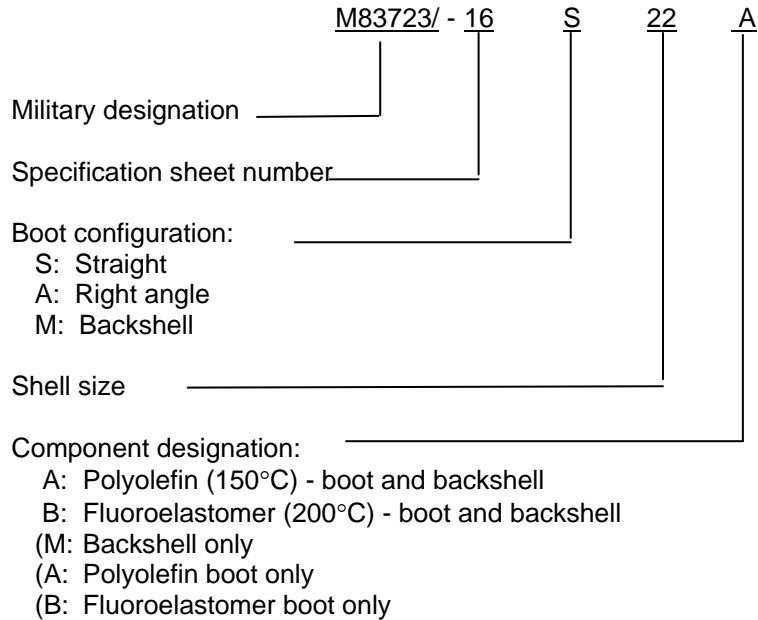 M83723/ - 16 S 22 A
Military designation
Specification sheet number
Boot configuration:
S: Straight
A: Right angle
M: Backshell
Shell size
Component designation:
A: Polyolefin (150°C) - boot and backshell
B: Fluoroelastomer (200°C) - boot and backshell
(M: Backshell only
(A: Polyolefin boot only
(B: Fluoroelastomer boot only